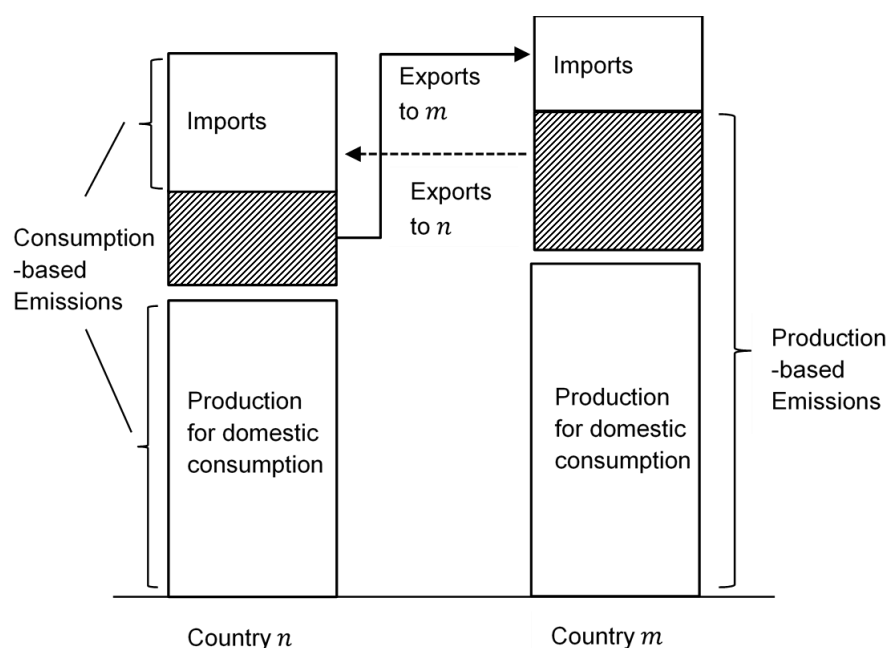 Imports
Exports
to m
Imports
Exports
to n
Consumption
-based
Emissions
Production
-based
Emissions
Production
for domestic
consumption
Production
for domestic
consumption
Country n
Country m